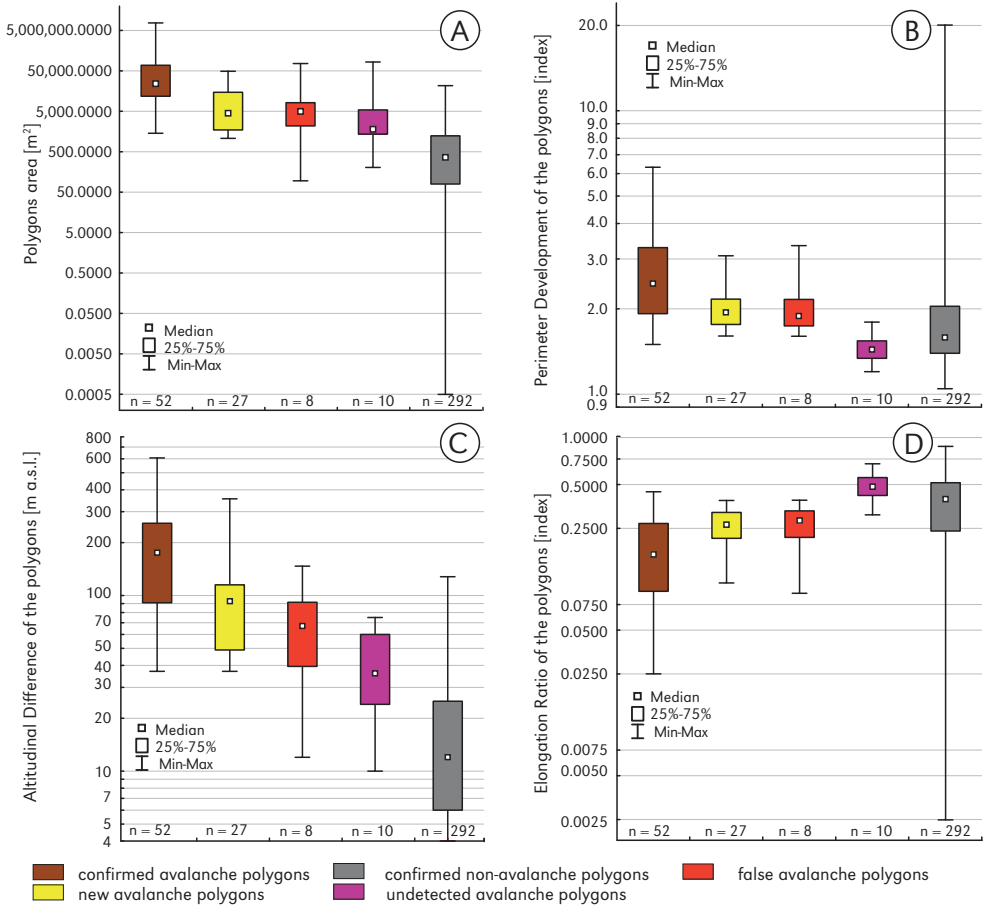 A
Polygons area [m²]
5,000,000.0000
50,000.0000
5,000.0000
500.0000
50.0000
5.0000
0.5000
0.0500
0.0050
0.0005
Median
25%-75%
Min-Max
n = 52
n = 27
n = 8
n = 10
n = 292
B
Perimeter Development of the polygons [index]
20.0
10.0
9.0
8.0
7.0
6.0
5.0
4.0
3.0
2.0
1.0
0.9
Median
25%-75%
Min-Max
n = 52
n = 27
n = 8
n = 10
n = 292
C
Altitudinal Difference of the polygons [m a.s.l.]
800
600
400
300
200
100
70
60
40
30
20
10
7
5
4
Median
25%-75%
Min-Max
n = 52
n = 27
n = 8
n = 10
n = 292
D
Elongation Ratio of the polygons [index]
1.0000
0.7500
0.5000
0.2500
0.0750
0.0500
0.0250
0.0075
0.0050
0.0025
Median
25%-75%
Min-Max
n = 52
n = 27
n = 8
n = 10
n = 292
confirmed avalanche polygons
confirmed non-avalanche polygons
false avalanche polygons
new avalanche polygons
undetected avalanche polygons